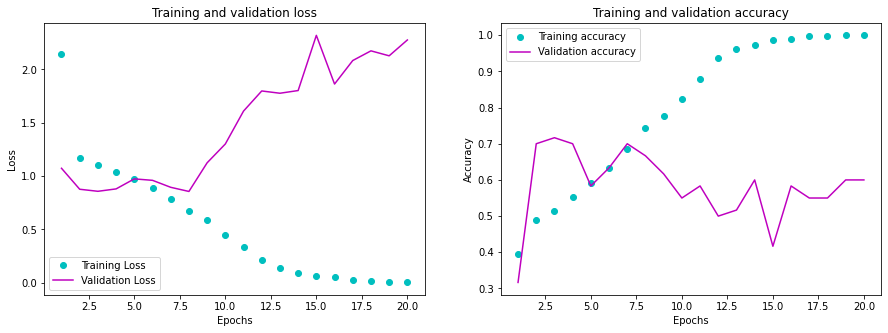 Training and validation loss
2.0
1.5
1.0
0.5
0.0
Loss
Training Loss
Validation Loss
2.5 5.0 7.5 10.0 12.5 15.0 17.5 20.0
Epochs
Training and validation accuracy
1.0
0.9
0.8
0.7
0.6
0.5
0.4
0.3
Accuracy
Training accuracy
Validation accuracy
2.5 5.0 7.5 10.0 12.5 15.0 17.5 20.0
Epochs